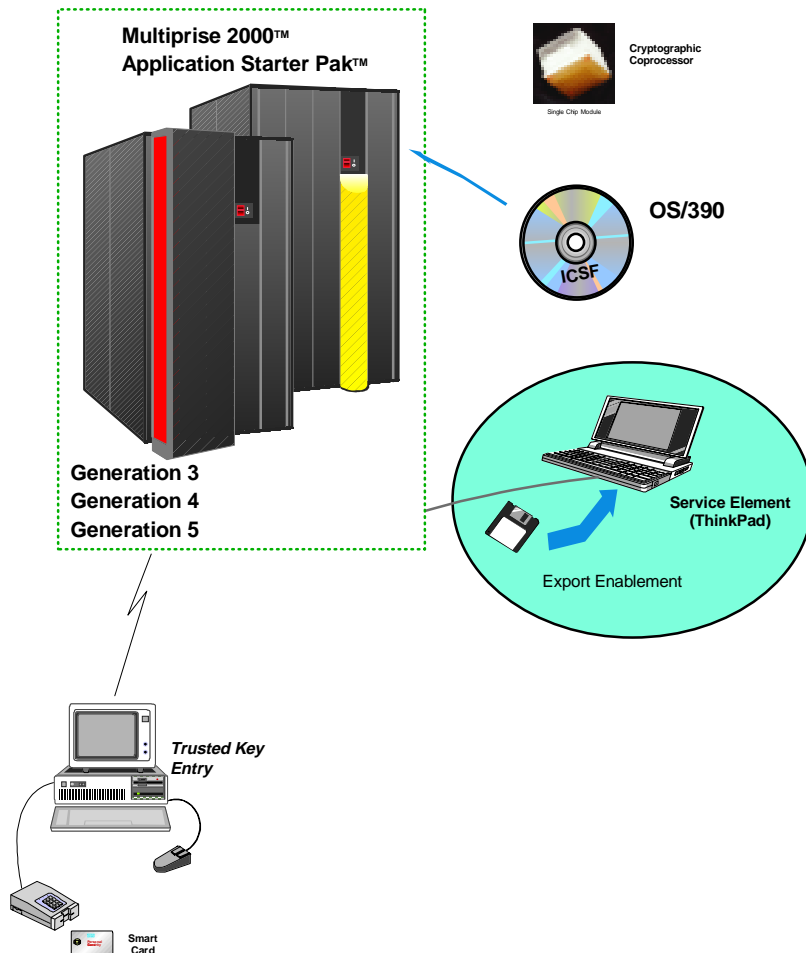 Multiprise 2000™
Application Starter Pak™
Cryptographic
Coprocessor
Single Chip Module
OS/390
ICSF
Generation 3
Generation 4
Generation 5
Service Element
(ThinkPad)
Export Enablement
Trusted Key
Entry
Smart
Card